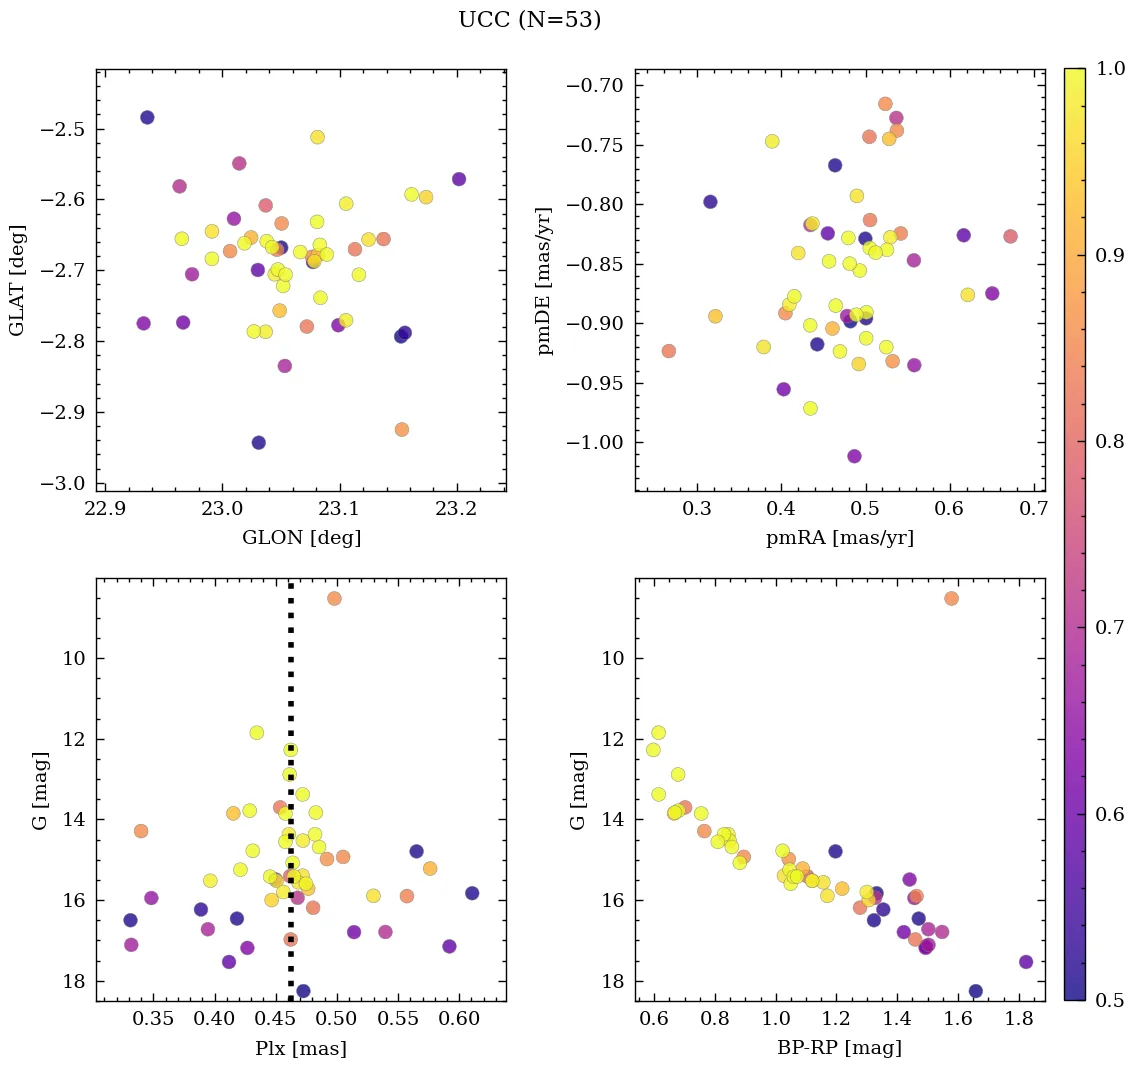 UCC (N=53)
−2.5
−2.6
−2.7
−2.8
−2.9
−3.0
GLAT [deg]
22.9 23.0 23.1 23.2
GLON [deg]
−0.70
−0.75
−0.80
−0.85
−0.90
−0.95
−1.00
pmDE [mas/yr]
0.3 0.4 0.5 0.6 0.7
pmRA [mas/yr]
10
12
14
16
18
G [mag]
0.35 0.40 0.45 0.50 0.55 0.60
Plx [mas]
10
12
14
16
18
G [mag]
0.6 0.8 1.0 1.2 1.4 1.6 1.8
BP-RP [mag]
1.0
0.9
0.8
0.7
0.6
0.5